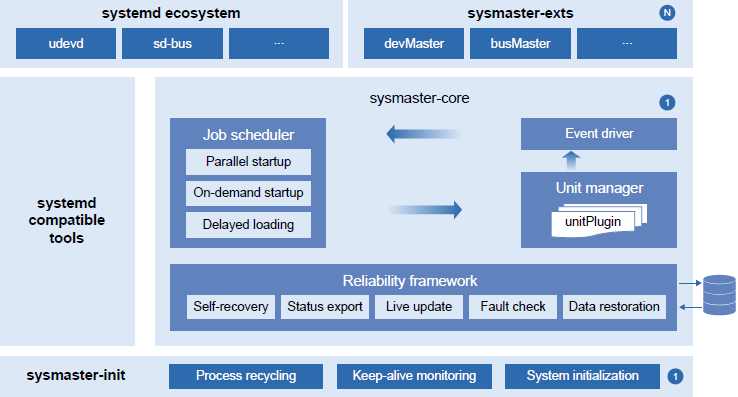 systemd ecosystem
udevd
sd-bus
...
sysmaster-exts
N
devMaster
busMaster
...
systemd
compatible
tools
sysmaster-core
1
Job scheduler
Parallel startup
On-demand startup
Delayed loading
Event driver
Unit manager
unitPlugin
Reliability framework
Self-recovery
Status export
Live update
Fault check
Data restoration
sysmaster-init
Process recycling
Keep-alive monitoring
System initialization
1